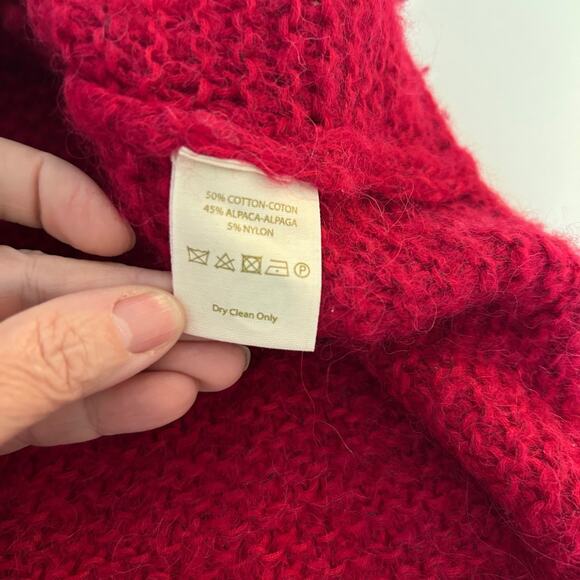 50% COTTON-COTON
45% ALPACA-ALPAGA
5% NYLON
P
Dry Clean Only